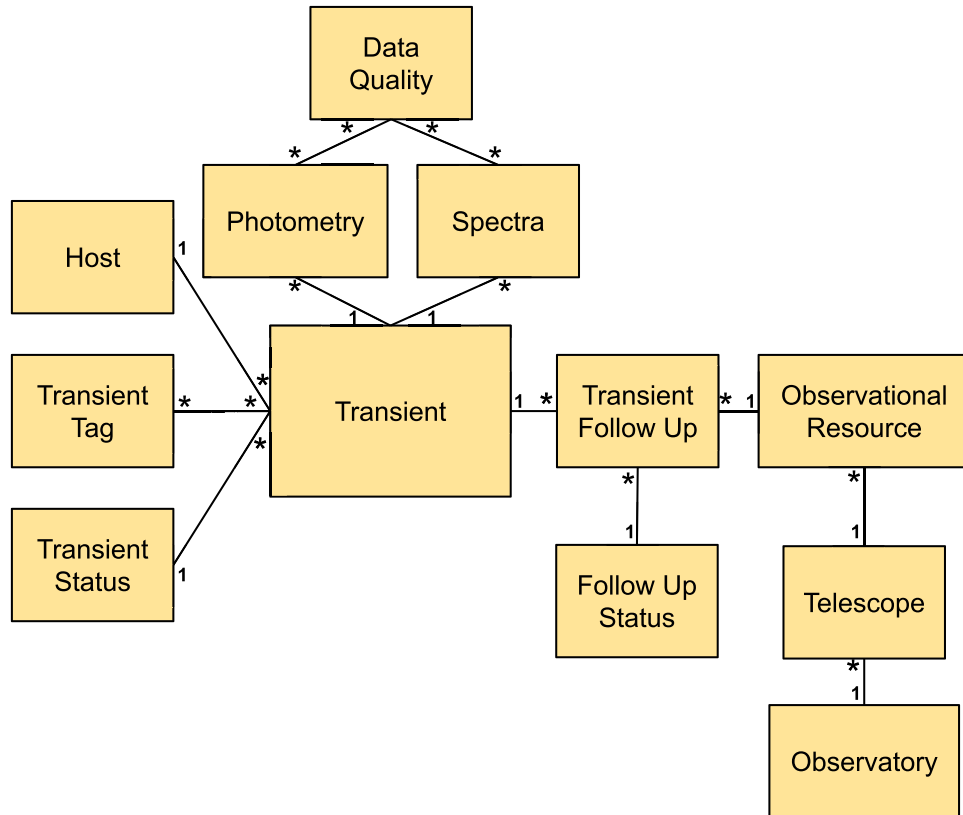 Data
Quality
* *
* *
Photometry
Spectra
Host
1
* *
1 1
*
Transient
Tag
* *
Transient
1 *
Transient
Follow Up
* 1
Observational
Resource
*
* *
1 1
Transient
Status
1
Follow Up
Status
Telescope
*
1
Observatory